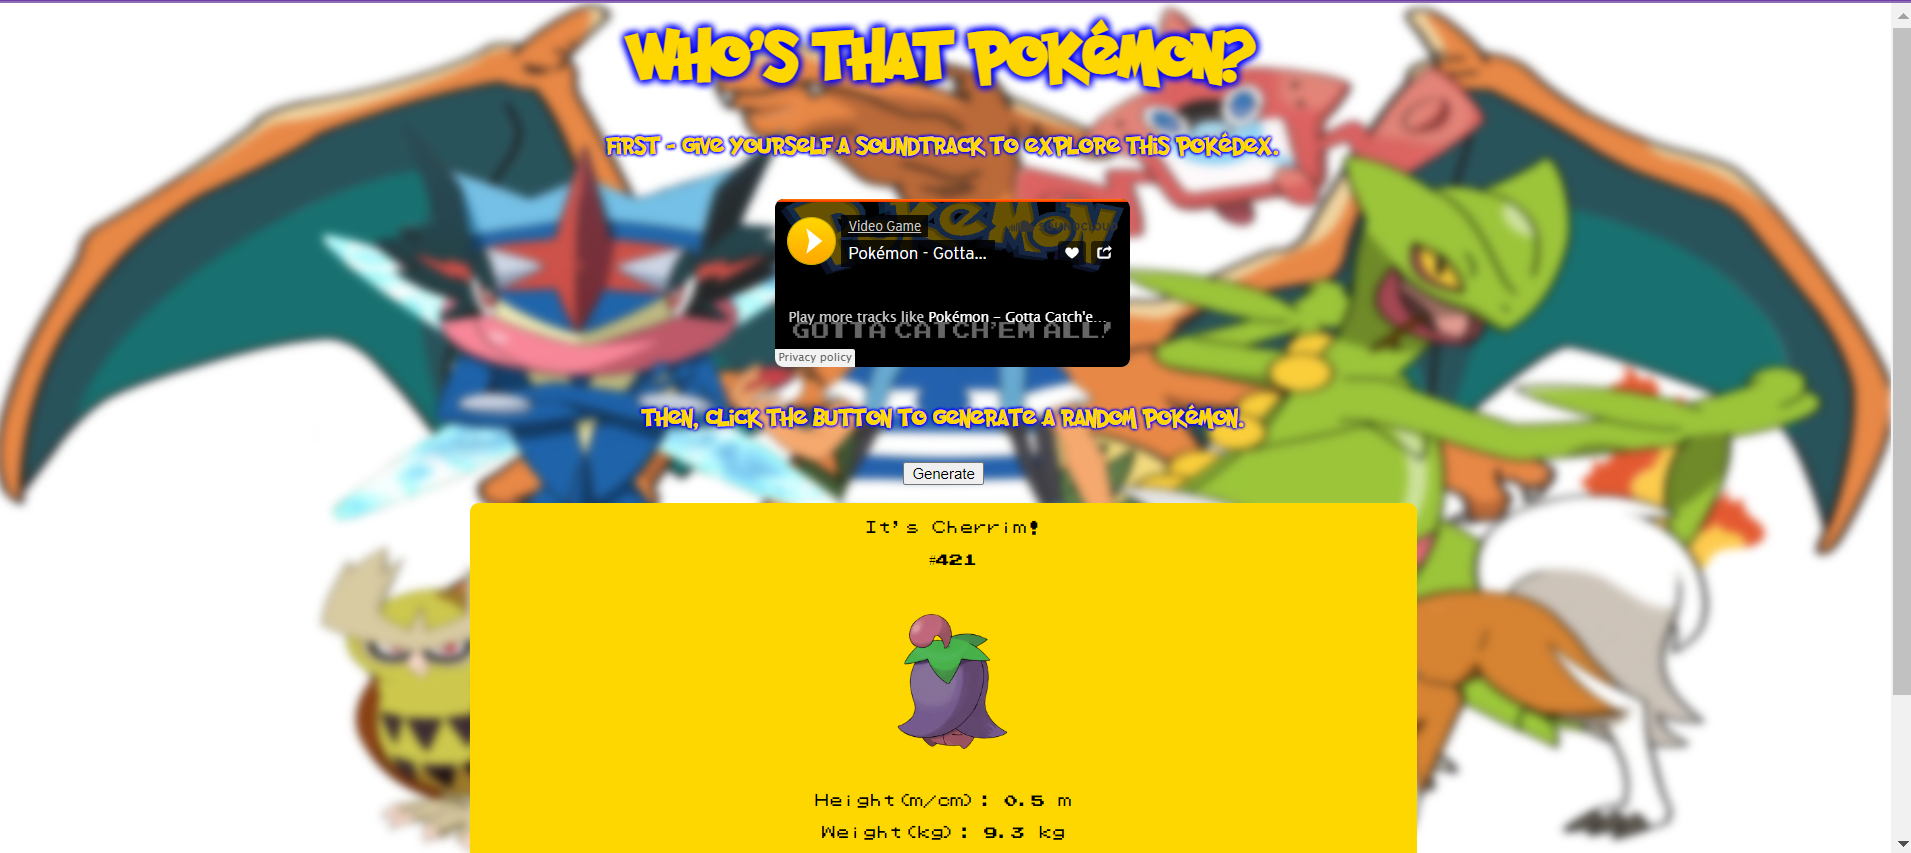 WHO'S THAT POKÉMON?
FIRST - GIVE YOURSELF A SOUNDTRACK TO EXPLORE THIS POKÉDEX.
POKéMON
SOUNDCLOUD
Video Game
Pokémon - Gotta...
Play more tracks like Pokémon – Gotta Catch'e...
GOTTA CATCH'EM ALL!
Privacy policy
THEN, CLICK THE BUTTON TO GENERATE A RANDOM POKÉMON.
Generate
It's Cherrim!
#421
Height(m/cm): 0.5 m
Weight(kg): 9.3 kg